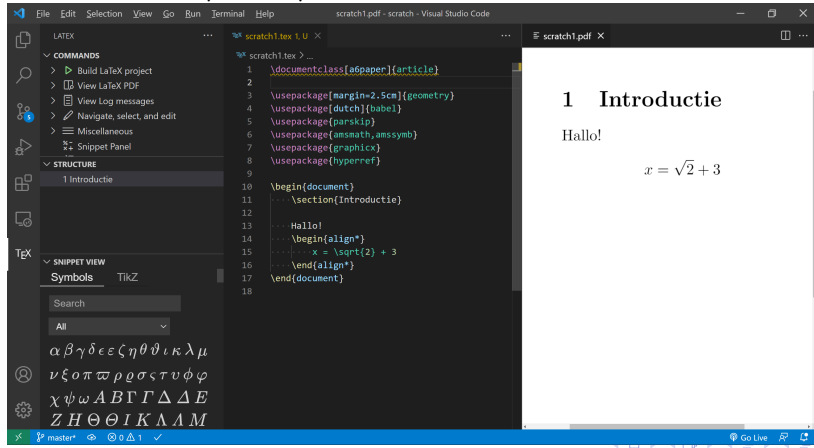 File Edit Selection View Go Run Terminal Help scratch1.pdf - scratch - Visual Studio Code
LATEX
COMMANDS
Build LaTeX project
View LaTeX PDF
View Log messages
Navigate, select, and edit
Miscellaneous
Snippet Panel
STRUCTURE
1 Introductie
TEX
SNIPPET VIEW
Symbols TikZ
Search
All
α β γ δ ϵ ε ζ η θ ϑ ι κ λ μ
ν ξ ο π ϖ ρ ϱ σ ς τ υ ϕ φ
χ ψ ω A B Γ Γ Δ Δ E
Z H Θ Θ I K Λ Λ M
scratch1.tex 1, U
scratch1.tex > ...
1 \documentclass[a6paper]{article}
2
3 \usepackage[margin=2.5cm]{geometry}
4 \usepackage[dutch]{babel}
5 \usepackage{parskip}
6 \usepackage{amsmath,amssymb}
7 \usepackage{graphicx}
8 \usepackage{hyperref}
9
10 \begin{document}
11 ····\section{Introductie}
12
13 ····Hallo!
14 ····\begin{align*}
15 ········x = \sqrt{2} + 3
16 ····\end{align*}
17 \end{document}
18
scratch1.pdf
1 Introductie
Hallo!
x = √2 + 3
5
master* 0 1 Go Live